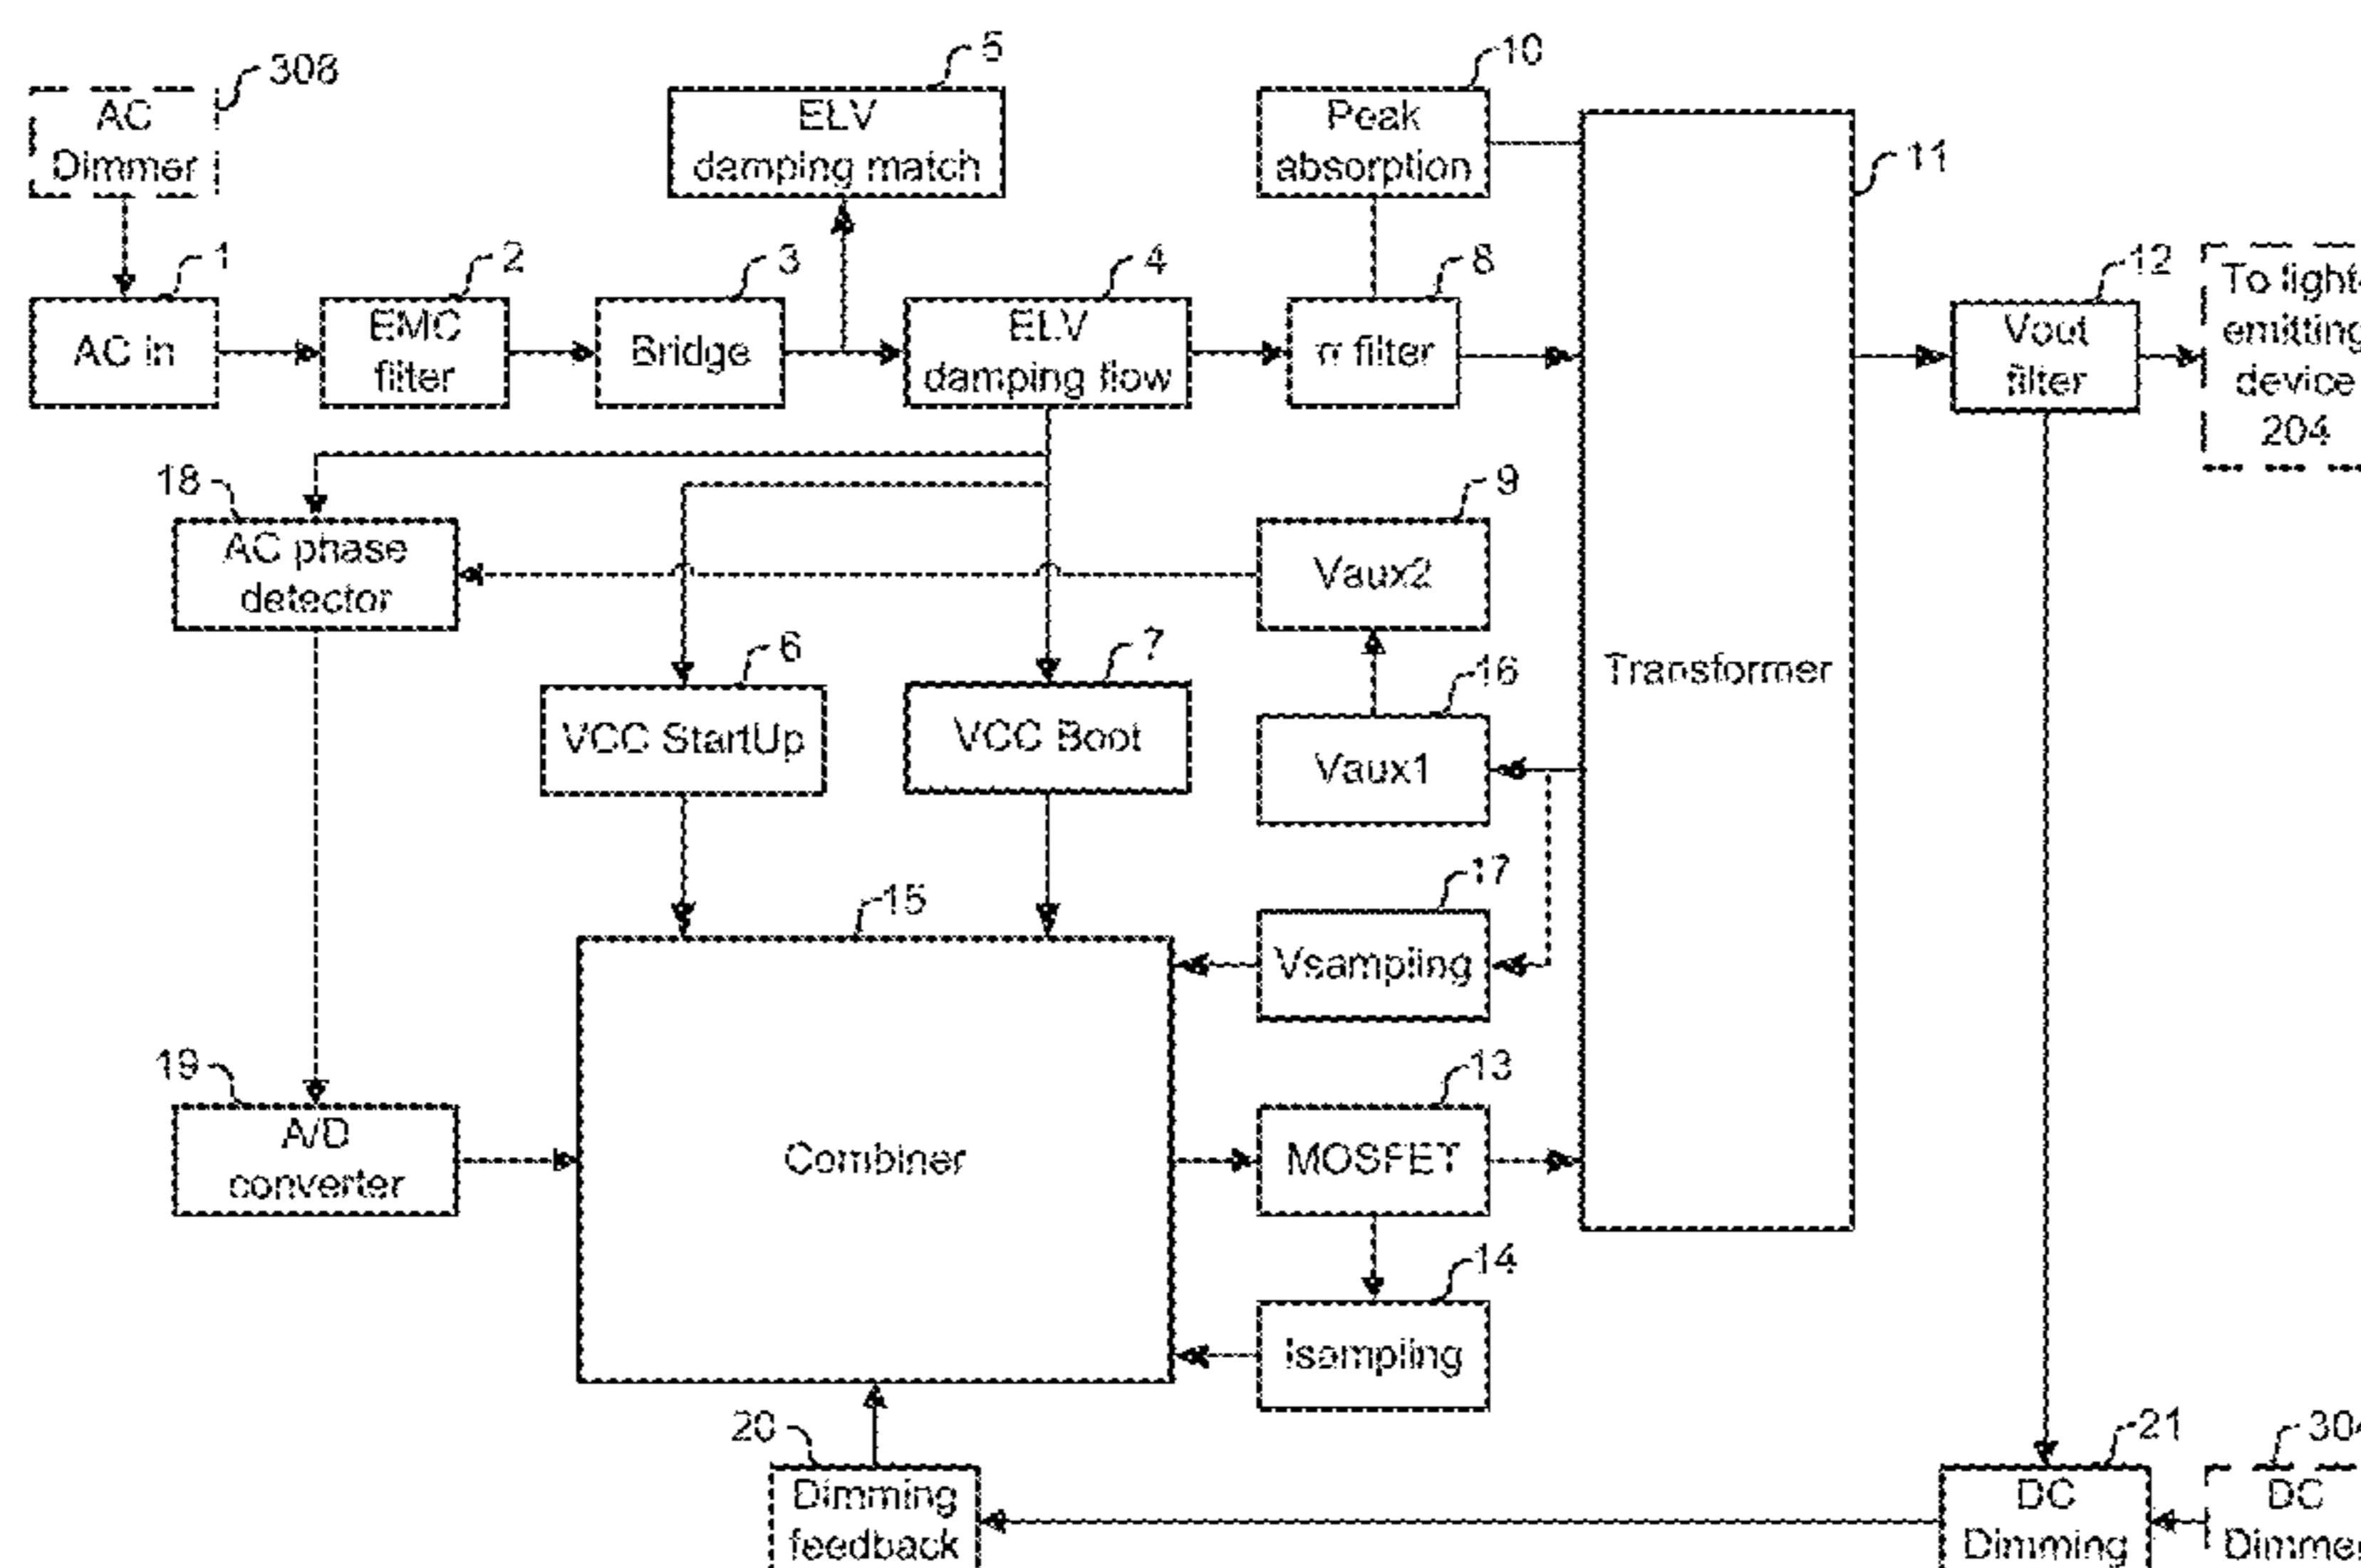 308
AC
Dimmer
5
ELV
damping match
10
Peak
absorption
11
1
AC in
2
EMC
filter
3
Bridge
4
ELV
damping flow
8
π filter
Transformer
12
Vout
filter
To light-
emitting
device
204
18
AC phase
detector
9
Vaux2
6
VCC StartUp
7
VCC Boot
16
Vaux1
17
Vsampling
15
Combiner
19
A/D
converter
13
MOSFET
14
Isampling
20
Dimming
feedback
21
DC
Dimming
304
DC
Dimmer